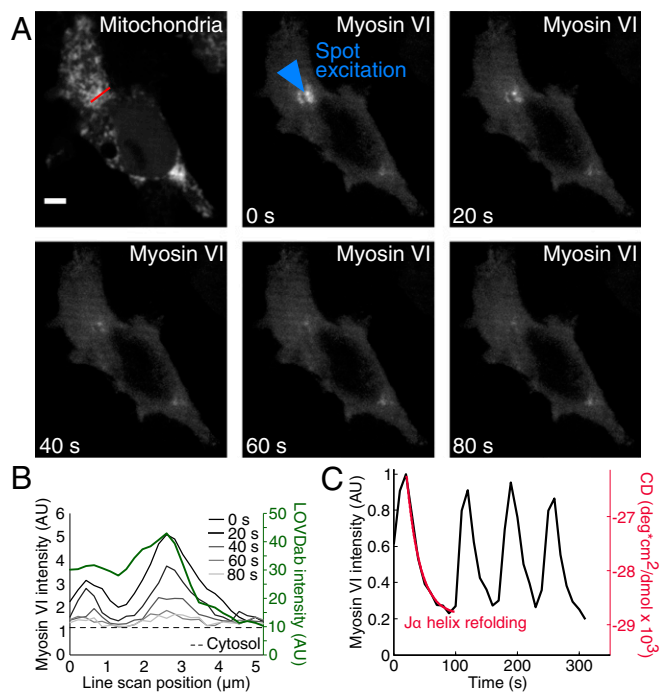 A
Mitochondria
Myosin VI
Spot
excitation
0 s
Myosin VI
20 s
Myosin VI
40 s
Myosin VI
60 s
Myosin VI
80 s
B
Myosin VI intensity (AU)
6
5
4
3
2
1
0
0 s
20 s
40 s
60 s
80 s
Cytosol
50
40
30
20
10
0
LOVDab intensity (AU)
0 1 2 3 4 5
Line scan position (μm)
C
Myosin VI intensity (AU)
1
0.8
0.6
0.4
0.2
0
Jα helix refolding
-27
-28
-29
CD (deg*cm²/dmol x 10³)
0 100 200 300
Time (s)